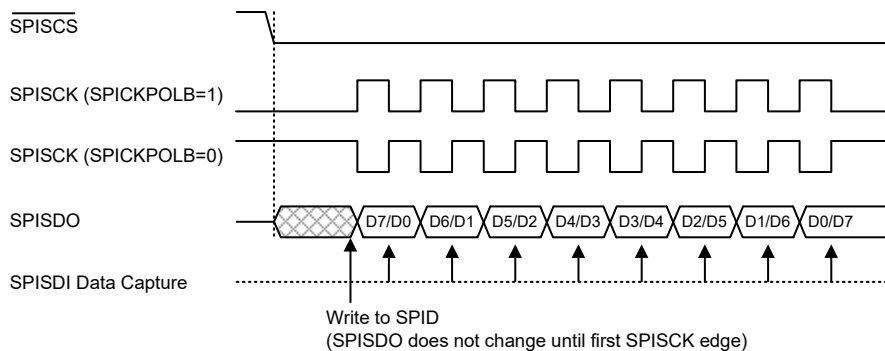 SPISCS
SPISCK (SPICKPOLB=1)
SPISCK (SPICKPOLB=0)
SPISDO
D7/D0 D6/D1 D5/D2 D4/D3 D3/D4 D2/D5 D1/D6 D0/D7
SPISDI Data Capture
Write to SPID
(SPISDO does not change until first SPISCK edge)